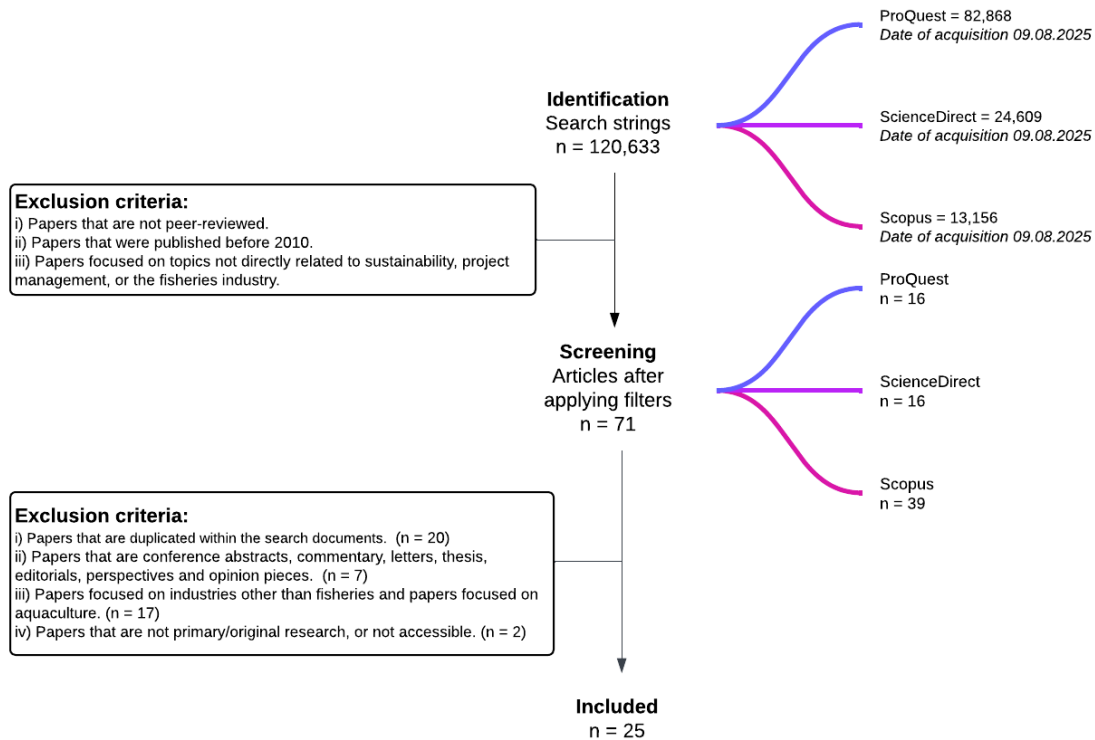 ProQuest = 82,868
Date of acquisition 09.08.2025
Identification
Search strings
n = 120,633
ScienceDirect = 24,609
Date of acquisition 09.08.2025
Scopus = 13,156
Date of acquisition 09.08.2025
Exclusion criteria:
i) Papers that are not peer-reviewed.
ii) Papers that were published before 2010.
iii) Papers focused on topics not directly related to sustainability, project
management, or the fisheries industry.
Screening
Articles after
applying filters
n = 71
ProQuest
n = 16
ScienceDirect
n = 16
Scopus
n = 39
Exclusion criteria:
i) Papers that are duplicated within the search documents. (n = 20)
ii) Papers that are conference abstracts, commentary, letters, thesis,
editorials, perspectives and opinion pieces. (n = 7)
iii) Papers focused on industries other than fisheries and papers focused on
aquaculture. (n = 17)
iv) Papers that are not primary/original research, or not accessible. (n = 2)
Included
n = 25